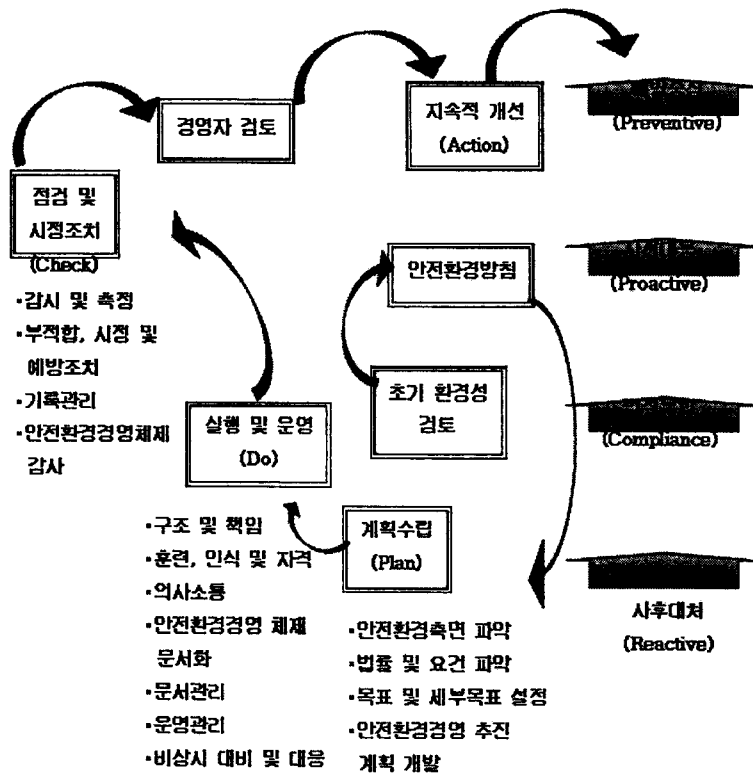 경영자 검토
지속적 개선
(Action)
(Preventive)
점검 및
시정조치
(Check)
•감시 및 측정
•부적합, 시정 및
예방조치
•기록관리
•안전환경경영체제
감사
안전환경방침
(Proactive)
초기 환경성
검토
(Compliance)
실행 및 운영
(Do)
•구조 및 책임
•훈련, 인식 및 자격
•의사소통
•안전환경경영 체제
문서화
•문서관리
•운영관리
•비상시 대비 및 대응
계획수립
(Plan)
•안전환경측면 파악
•법률 및 요건 파악
•목표 및 세부목표 설정
•안전환경경영 추진
계획 개발
사후대처
(Reactive)